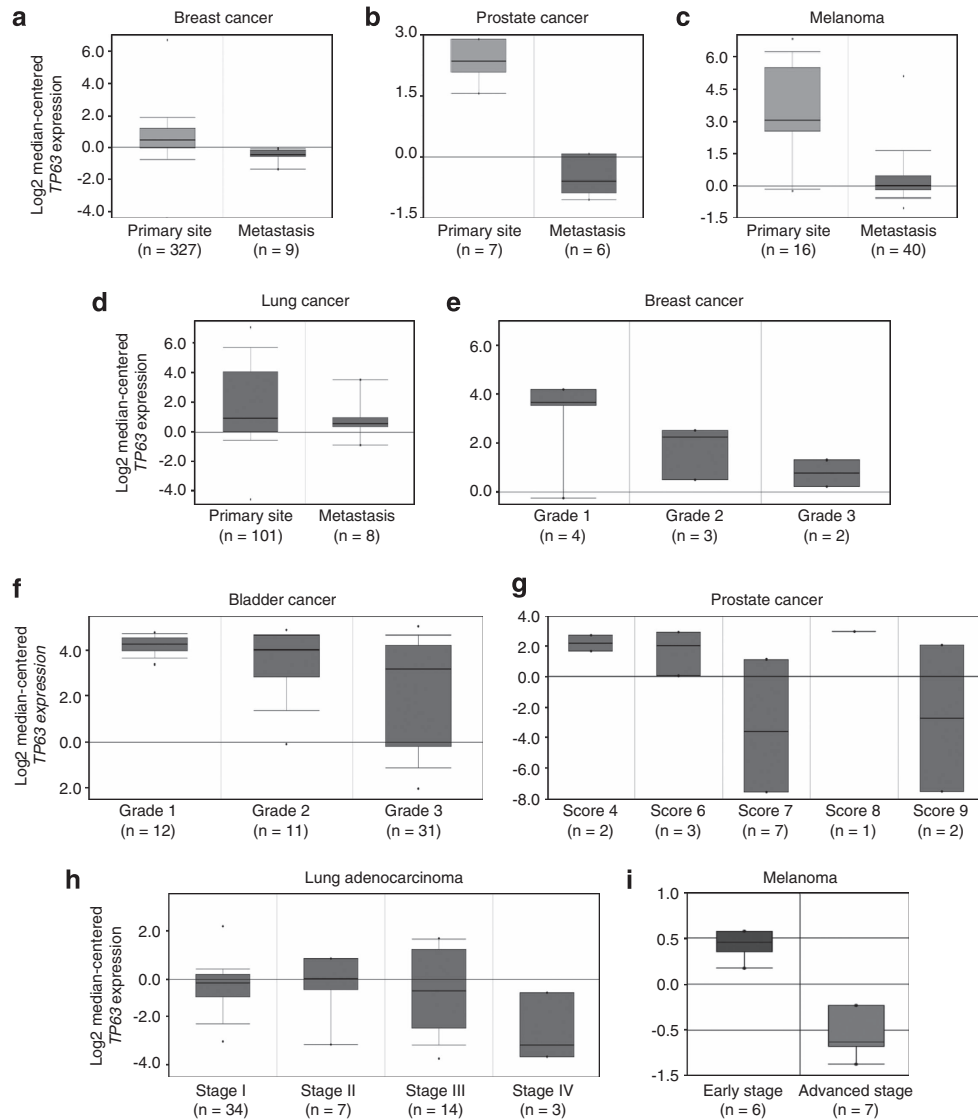 a
Breast cancer
Log2 median-centered
TP63 expression
6.0
4.0
2.0
0.0
-2.0
-4.0
Primary site
(n = 327)
Metastasis
(n = 9)
b
Prostate cancer
3.0
1.5
0.0
-1.5
Primary site
(n = 7)
Metastasis
(n = 6)
c
Melanoma
6.0
4.5
3.0
1.5
0.0
-1.5
Primary site
(n = 16)
Metastasis
(n = 40)
d
Lung cancer
Log2 median-centered
TP63 expression
6.0
4.0
2.0
0.0
-2.0
-4.0
Primary site
(n = 101)
Metastasis
(n = 8)
e
Breast cancer
6.0
4.0
2.0
0.0
Grade 1
(n = 4)
Grade 2
(n = 3)
Grade 3
(n = 2)
f
Bladder cancer
Log2 median-centered
TP63 expression
4.0
2.0
0.0
2.0
Grade 1
(n = 12)
Grade 2
(n = 11)
Grade 3
(n = 31)
g
Prostate cancer
4.0
2.0
0.0
-2.0
-4.0
-6.0
-8.0
Score 4
(n = 2)
Score 6
(n = 3)
Score 7
(n = 7)
Score 8
(n = 1)
Score 9
(n = 2)
h
Lung adenocarcinoma
Log2 median-centered
TP63 expression
2.0
0.0
-2.0
-4.0
Stage I
(n = 34)
Stage II
(n = 7)
Stage III
(n = 14)
Stage IV
(n = 3)
i
Melanoma
1.0
0.5
0.0
-0.5
-1.5
Early stage
(n = 6)
Advanced stage
(n = 7)